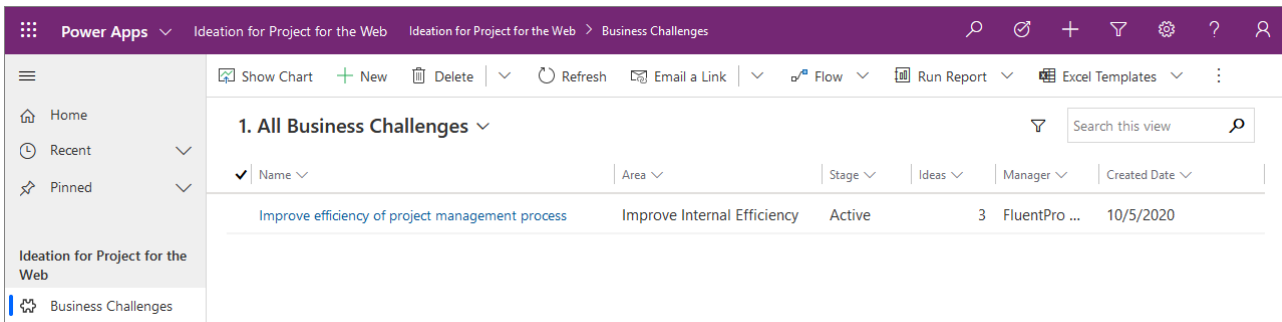 Power Apps Ideation for Project for the Web Ideation for Project for the Web > Business Challenges
Show Chart New Delete Refresh Email a Link Flow Run Report Excel Templates
Home
Recent
Pinned
Ideation for Project for the
Web
Business Challenges
1. All Business Challenges Search this view
Name Area Stage Ideas Manager Created Date
Improve efficiency of project management process Improve Internal Efficiency Active 3 FluentPro ... 10/5/2020